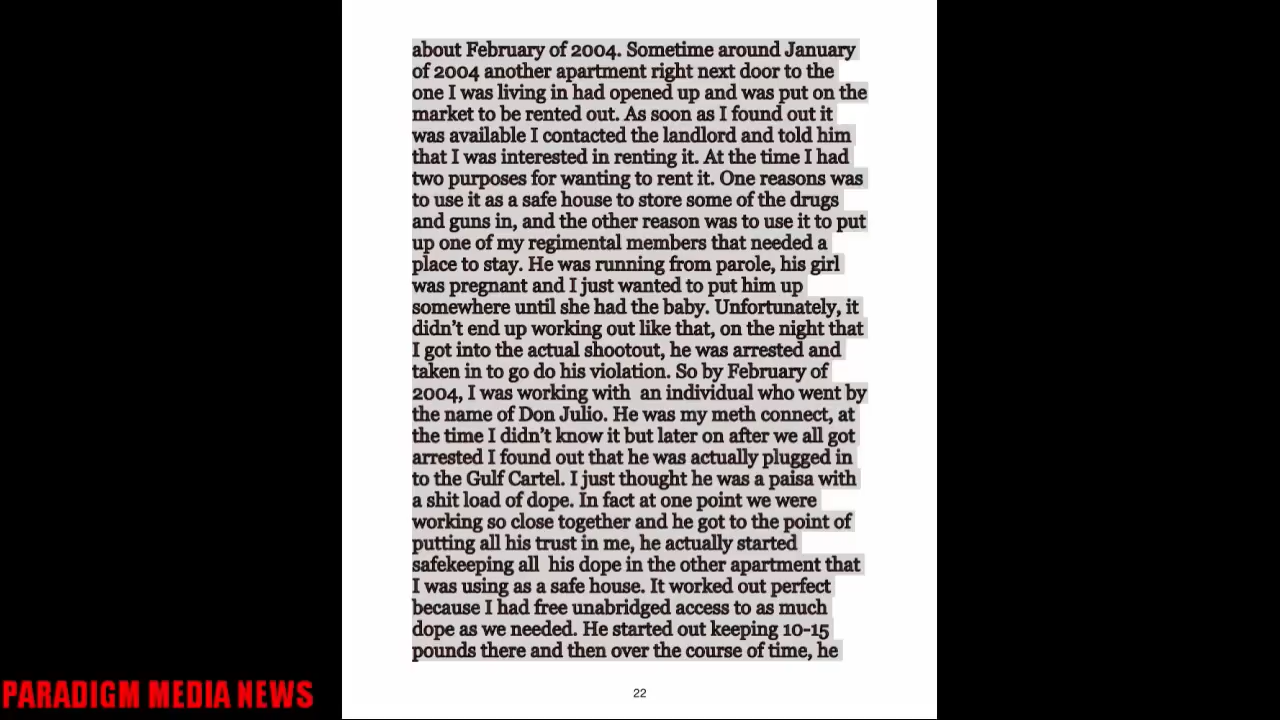 about February of 2004. Sometime around January
of 2004 another apartment right next door to the
one I was living in had opened up and was put on the
market to be rented out. As soon as I found out it
was available I contacted the landlord and told him
that I was interested in renting it. At the time I had
two purposes for wanting to rent it. One reasons was
to use it as a safe house to store some of the drugs
and guns in, and the other reason was to use it to put
up one of my regimental members that needed a
place to stay. He was running from parole, his girl
was pregnant and I just wanted to put him up
somewhere until she had the baby. Unfortunately, it
didn't end up working out like that, on the night that
I got into the actual shootout, he was arrested and
taken in to go do his violation. So by February of
2004, I was working with  an individual who went by
the name of Don Julio. He was my meth connect, at
the time I didn't know it but later on after we all got
arrested I found out that he was actually plugged in
to the Gulf Cartel. I just thought he was a paisa with
a shit load of dope. In fact at one point we were
working so close together and he got to the point of
putting all his trust in me, he actually started
safekeeping all  his dope in the other apartment that
I was using as a safe house. It worked out perfect
because I had free unabridged access to as much
dope as we needed. He started out keeping 10-15
pounds there and then over the course of time, he
22
PARADIGM MEDIA NEWS